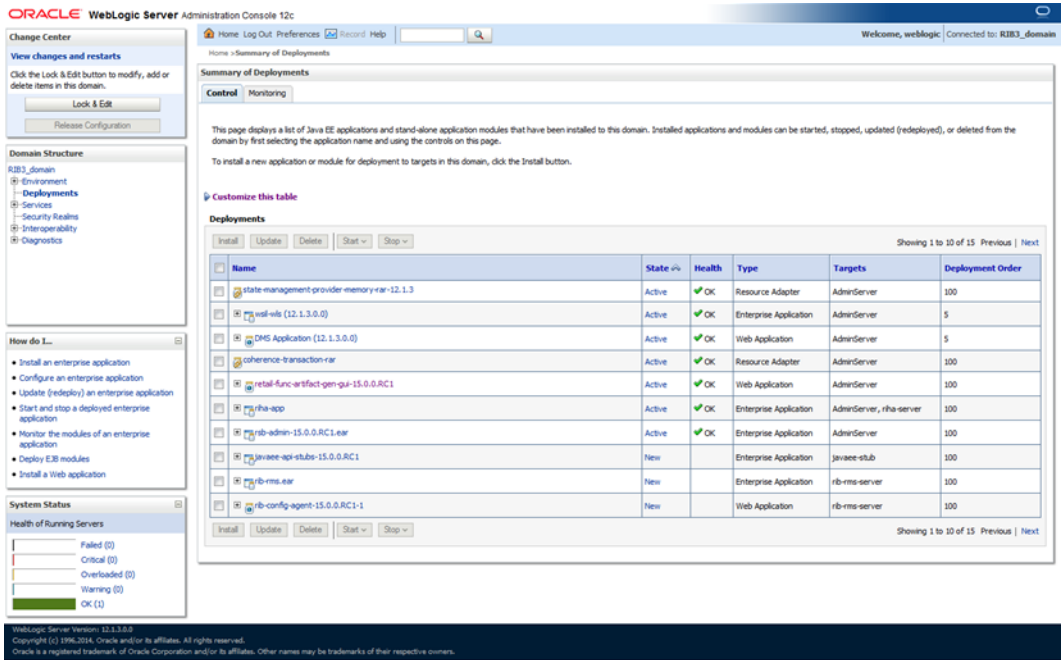 ORACLE WebLogic Server Administration Console 12c
Change Center
View changes and restarts
Click the Lock & Edit button to modify, add or
delete items in this domain.
Lock & Edit
Release Configuration
Domain Structure
RIB3_domain
Environment
Deployments
Services
Security Realms
Interoperability
Diagnostics
How do I...
Install an enterprise application
Configure an enterprise application
Update (redeploy) an enterprise application
Start and stop a deployed enterprise
application
Monitor the modules of an enterprise
application
Deploy EJB modules
Install a Web application
System Status
Health of Running Servers
Failed (0)
Critical (0)
Overloaded (0)
Warning (0)
OK (1)
Home Log Out Preferences Record Help
Welcome, weblogic Connected to: RIB3_domain
Home >Summary of Deployments
Summary of Deployments
Control Monitoring
This page displays a list of Java EE applications and stand-alone application modules that have been installed to this domain. Installed applications and modules can be started, stopped, updated (redeployed), or deleted from the
domain by first selecting the application name and using the controls on this page.
To install a new application or module for deployment to targets in this domain, click the Install button.
Customize this table
Deployments
Install Update Delete Start Stop Showing 1 to 10 of 15 Previous | Next
Name State Health Type Targets Deployment Order
state-management-provider-memory-rar-12.1.3 Active OK Resource Adapter AdminServer 100
wsil-wls (12.1.3.0.0) Active OK Enterprise Application AdminServer 5
DMS Application (12.1.3.0.0) Active OK Web Application AdminServer 5
coherence-transaction-rar Active OK Resource Adapter AdminServer 100
retail-func-artifact-gen-gui-15.0.0.RC1 Active OK Web Application AdminServer 100
riha-app Active OK Enterprise Application AdminServer, riha-server 100
rsb-admin-15.0.0.RC1.ear Active OK Enterprise Application AdminServer 100
javaee-api-stubs-15.0.0.RC1 New Enterprise Application javaee-stub 100
rib-rms.ear New Enterprise Application rib-rms-server 100
rib-config-agent-15.0.0.RC1-1 New Web Application rib-rms-server 100
Install Update Delete Start Stop Showing 1 to 10 of 15 Previous | Next
WebLogic Server Version: 12.1.3.0.0
Copyright (c) 1996,2014, Oracle and/or its affiliates. All rights reserved.
Oracle is a registered trademark of Oracle Corporation and/or its affiliates. Other names may be trademarks of their respective owners.